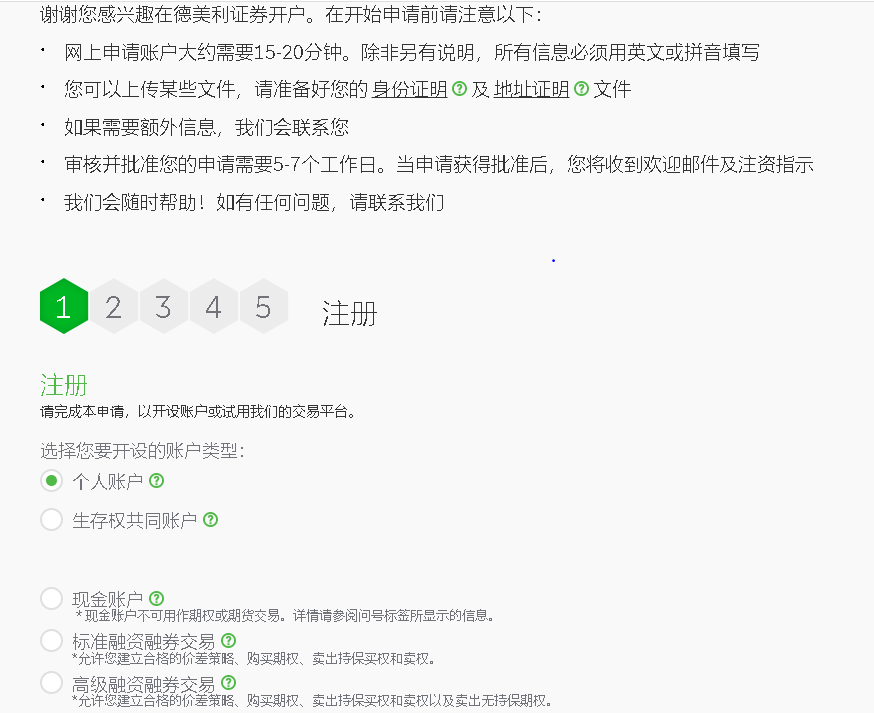 谢谢您感兴趣在德美利证券开户。在开始申请前请注意以下：
· 网上申请账户大约需要15-20分钟。除非另有说明，所有信息必须用英文或拼音填写
· 您可以上传某些文件，请准备好您的 身份证明 ? 及 地址证明 ? 文件
· 如果需要额外信息，我们会联系您
· 审核并批准您的申请需要5-7个工作日。当申请获得批准后，您将收到欢迎邮件及注资指示
· 我们会随时帮助！如有任何问题，请联系我们
1 2 3 4 5 注册
注册
请完成本申请，以开设账户或试用我们的交易平台。
选择您要开设的账户类型：
个人账户 ?
生存权共同账户 ?
现金账户 ?
*现金账户不可用作期权或期货交易。详情请参阅问号标签所显示的信息。
标准融资融券交易 ?
*允许您建立合格的价差策略、购买期权、卖出持保买权和卖权。
高级融资融券交易 ?
*允许您建立合格的价差策略、购买期权、卖出持保买权和卖权以及卖出无持保期权。